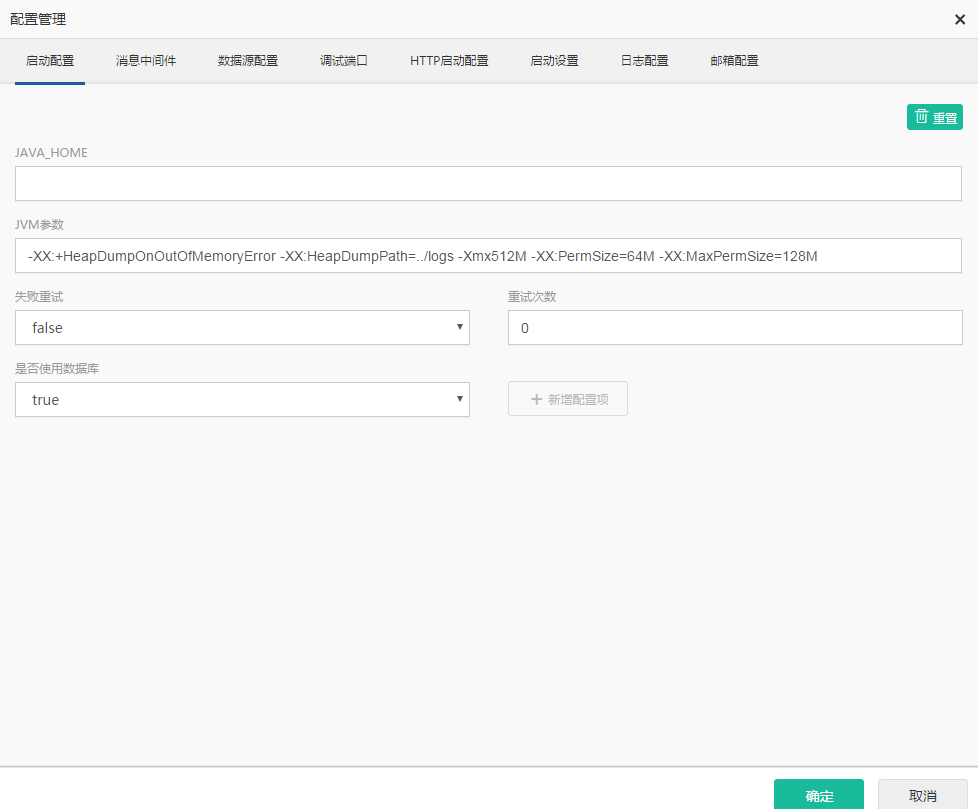 配置管理
启动配置 消息中间件 数据源配置 调试端口 HTTP启动配置 启动设置 日志配置 邮箱配置
重置
JAVA_HOME
JVM参数
-XX:+HeapDumpOnOutOfMemoryError -XX:HeapDumpPath=../logs -Xmx512M -XX:PermSize=64M -XX:MaxPermSize=128M
失败重试 重试次数
false 0
是否使用数据库
true + 新增配置项
确定 取消